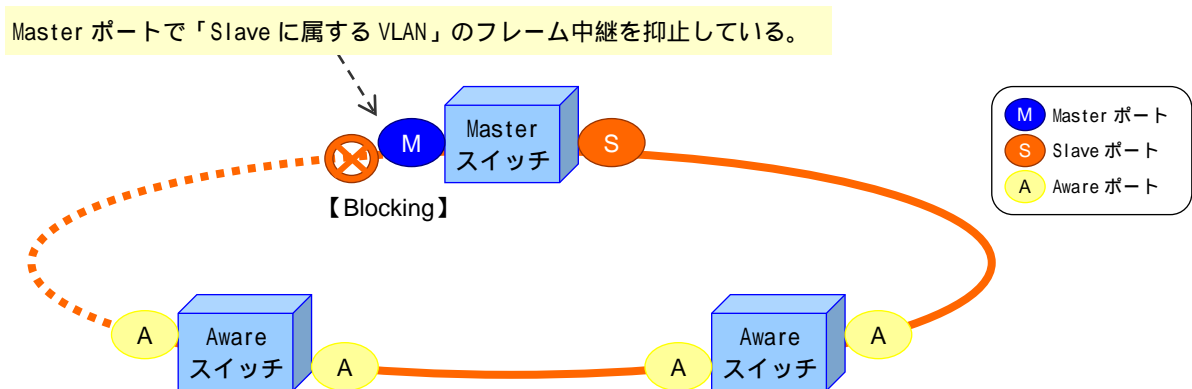 Master ポートで「Slave に属する VLAN」のフレーム中継を抑止している。
M
Master
スイッチ
S
【Blocking】
M Master ポート
S Slave ポート
A Aware ポート
A
Aware
スイッチ
A
A
Aware
スイッチ
A